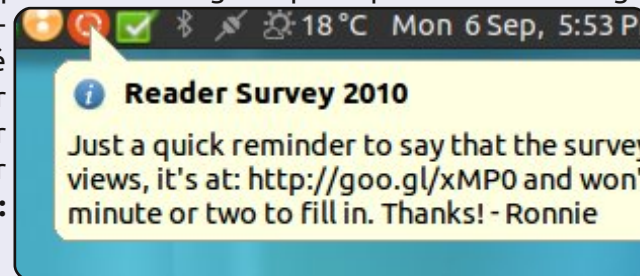 18 °C Mon 6 Sep, 5:53 P
Reader Survey 2010
Just a quick reminder to say that the survey
views, it's at: http://goo.gl/xMP0 and won'
minute or two to fill in. Thanks! - Ronnie